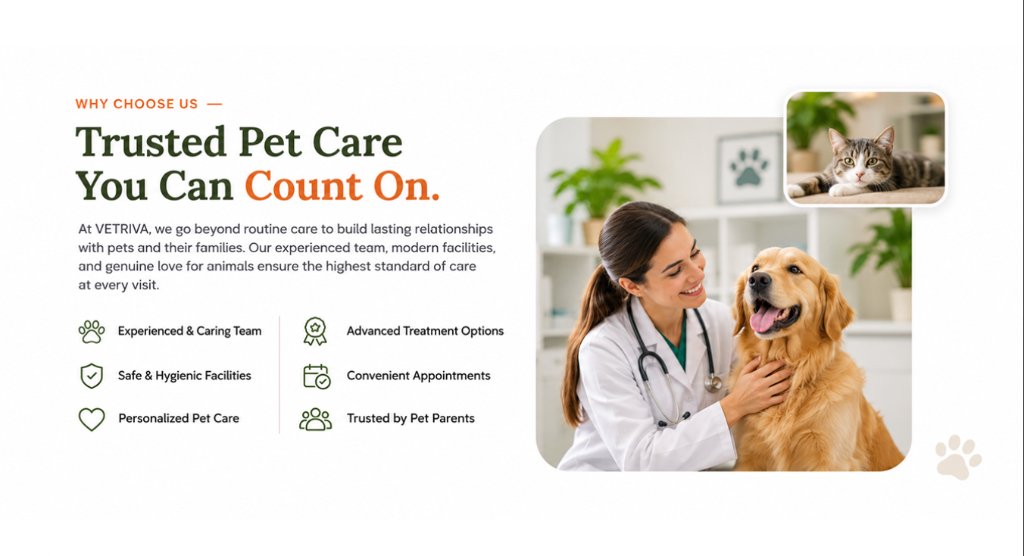 WHY CHOOSE US —
Trusted Pet Care
You Can Count On.
At VETRIVA, we go beyond routine care to build lasting relationships
with pets and their families. Our experienced team, modern facilities,
and genuine love for animals ensure the highest standard of care
at every visit.
Experienced & Caring Team
Safe & Hygienic Facilities
Personalized Pet Care
Advanced Treatment Options
Convenient Appointments
Trusted by Pet Parents